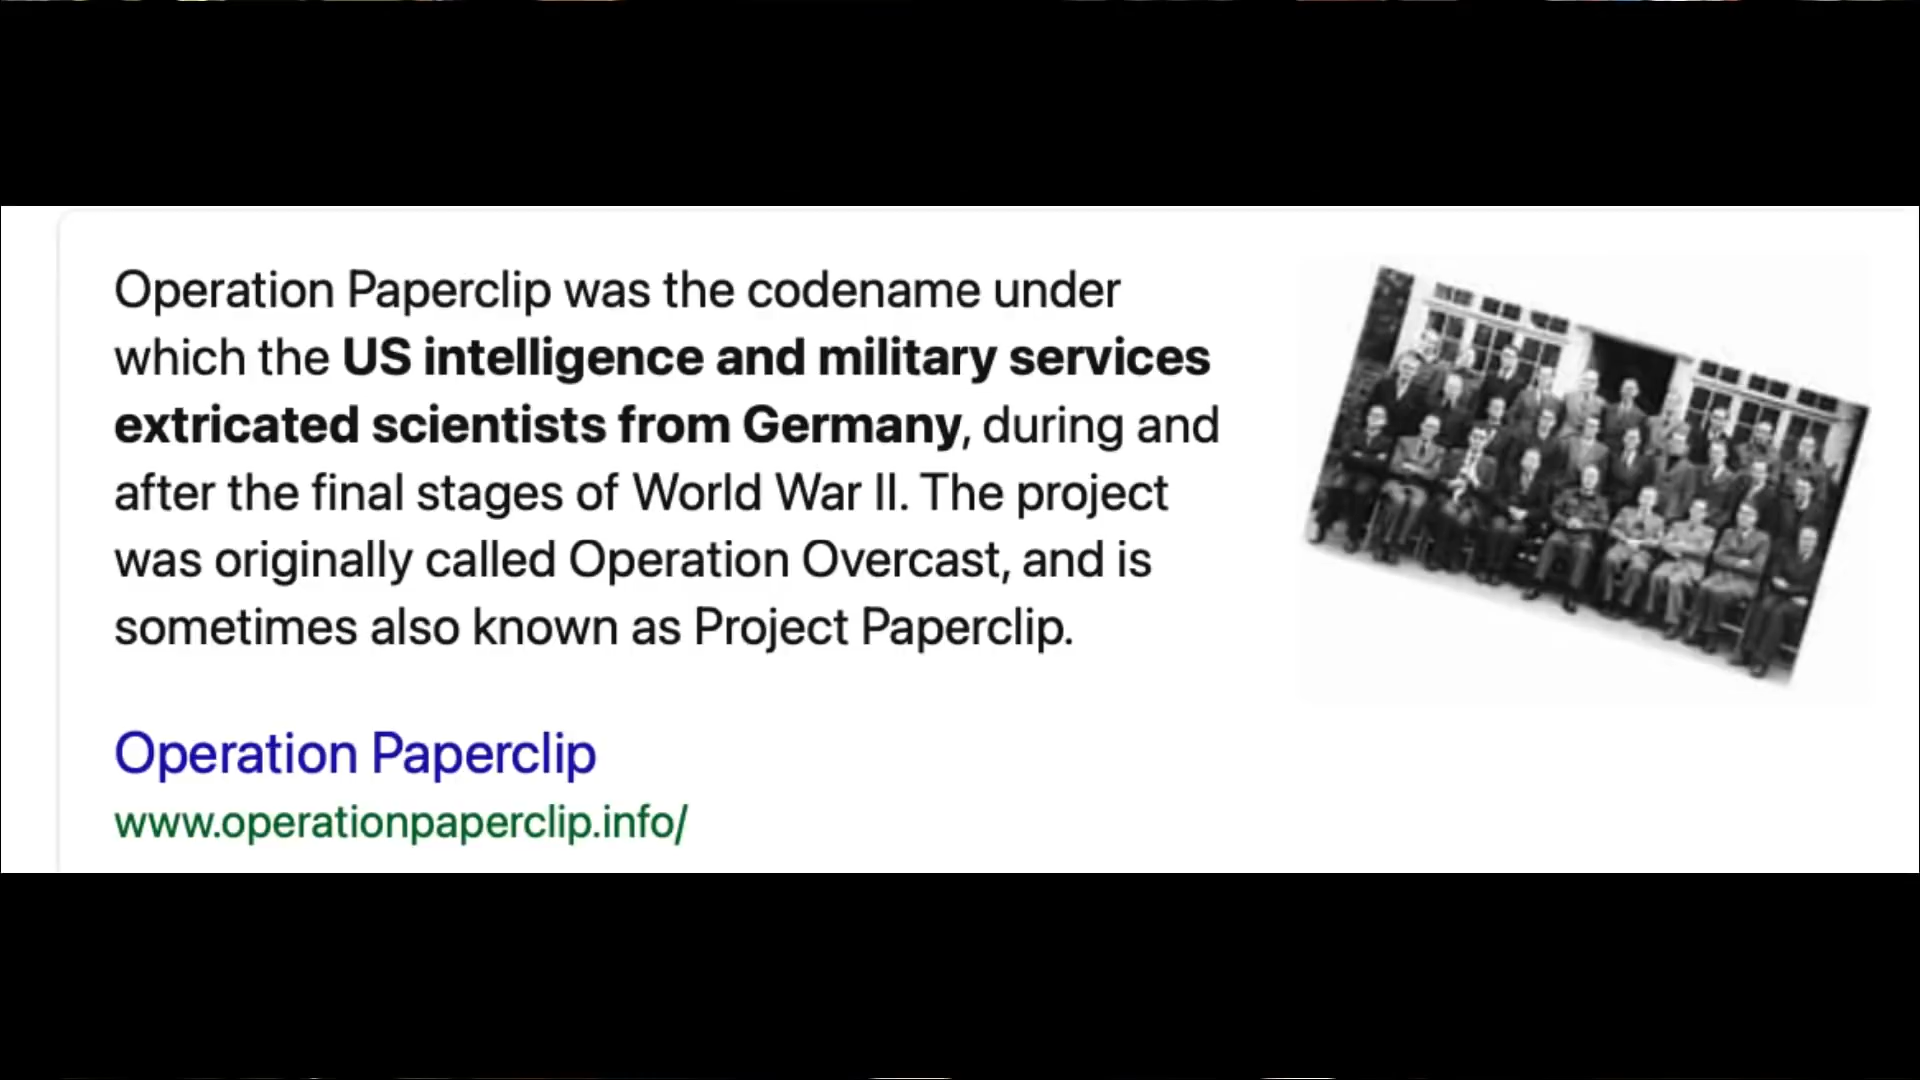 Operation Paperclip was the codename under
which the US intelligence and military services
extricated scientists from Germany, during and
after the final stages of World War II. The project
was originally called Operation Overcast, and is
sometimes also known as Project Paperclip.
Operation Paperclip
www.operationpaperclip.info/